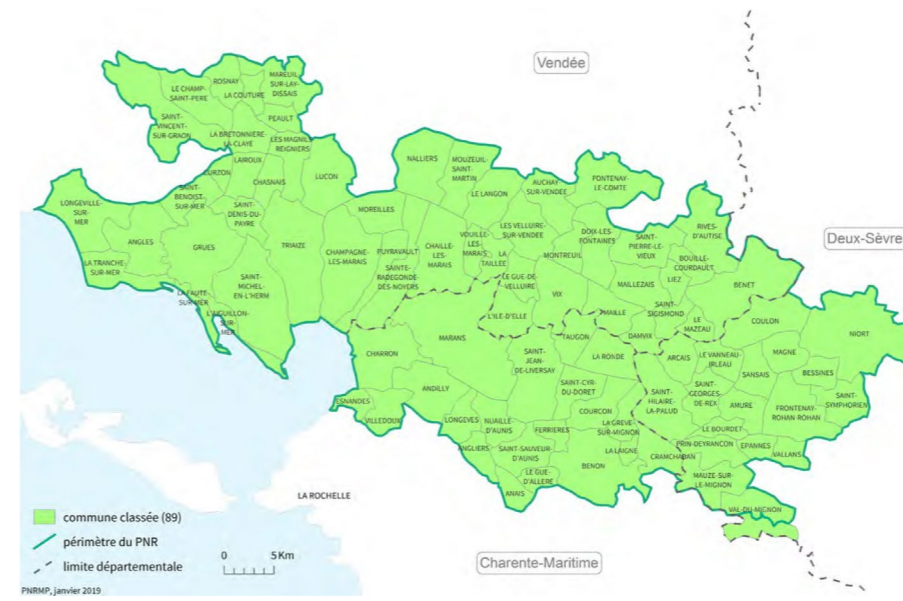 Vendée
ROSNAY
MAREUIL-
SUR-LAY-
DISSAIS
LE CHAMP-
SAINT-PERE
LA COUTURE
PEAULT
SAINT-
VINCENT-
SUR-GRAON
LA BRETONNIERE-
LA-CLAYE
LES MAGNILS-
REIGNIERS
LAIROUX
CURZON
CHASNAIS
LUCON
NALLIERS
MOUZEUIL-
SAINT-
MARTIN
LE LANGON
AUCHAY-
SUR-VENDEE
FONTENAY-
LE-COMTE
LONGEVILLE-
SUR-
MER
SAINT-
BENOIST-
SUR-MER
SAINT-
DENIS-DU-
PAYRE
MOREILLES
VOUILLE-
LES-
MARAIS
LES VELLUIRE-
SUR-VENDEE
DOIX-LES-
FONTAINES
SAINT-
PIERRE-LE-
VIEUX
RIVES-
D'AUTISE
Deux-Sèvre
ANGLES
GRUES
TRIAIZE
CHAMPAGNE-
LES-MARAIS
PUYRAVAULT
CHAILLE-
LES-
MARAIS
LA
TAILLEE
MONTREUIL
BOUILLE-
COURDAULT
LIEZ
LA TRANCHE-
SUR-MER
SAINT-
MICHEL-
EN-L'HERM
SAINTE-
RADEGONDE-
DES-NOYERS
LE GUE-DE-
VELLUIRE
VIX
MAILLEZAIS
BENET
LA FAUTE-
SUR-MER
L'AIGUILLON-
SUR-
MER
L'ILE-D'ELLE
MAILLE
SAINT-
SIGISMOND
LE
MAZEAU
COULON
NIORT
CHARRON
MARANS
TAUGON
DAMVIX
ARCAIS
LE VANNEAU-
IRLEAU
MAGNE
BESSINES
SAINT-
JEAN-
DE-LIVERSAY
LA RONDE
SANSAIS
ANDILLY
SAINT-CYR-
DU-DORET
SAINT-
HILAIRE-
LA-PALUD
SAINT-
GEORGES-
DE-REX
AMURE
FRONTENAY-
ROHAN-ROHAN
SAINT-
SYMPHORIEN
ESNANDES
VILLEDOUX
LONGEVES
NUAILLE-
D'AUNIS
FERRIERES
COURCON
LA GREVE-
SUR-MIGNON
LE BOURDET
PRIN-DEYRANCON
EPANNES
VALLANS
ANGLIERS
SAINT-SAUVEUR-
D'AUNIS
LA LAIGNE
CRAMCHABAN
LE GUE-
D'ALLERE
BENON
MAUZE-SUR-
LE-MIGNON
ANAIS
LA ROCHELLE
VAL-DU-MIGNON
commune classée (89)
périmètre du PNR
limite départementale
0 5 Km
Charente-Maritime
PNRMP, janvier 2019